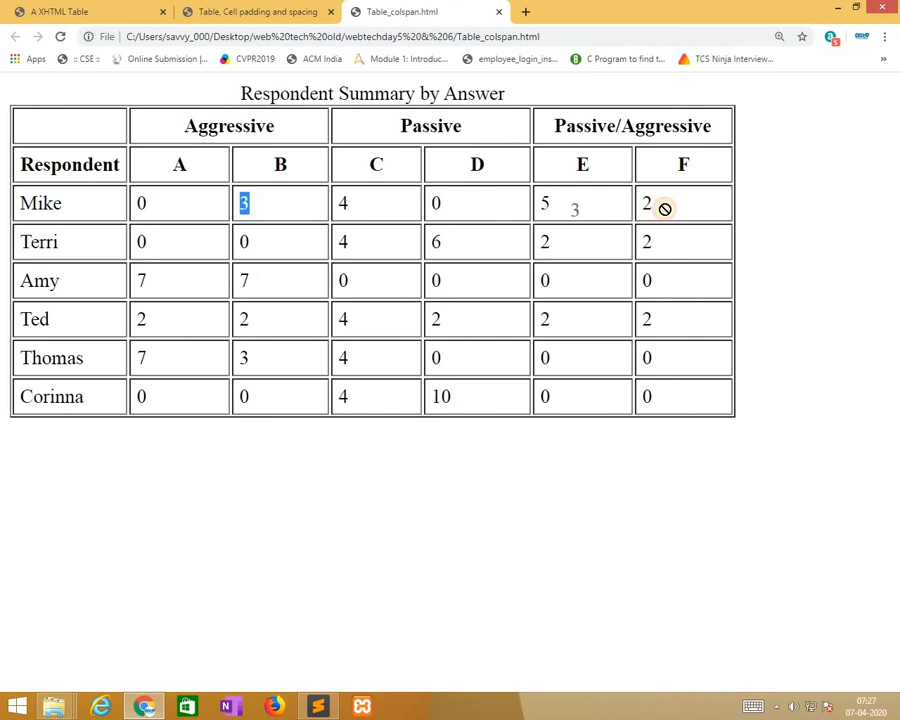 A XHTML Table
Table, Cell padding and spacing
Table_colspan.html
File
C:/Users/savvy_000/Desktop/web%20tech%20old/webtechday5%20&%206/Table_colspan.html
Apps
:: CSE ::
Online Submission |...
CVPR2019
ACM India
Module 1: Introduc...
employee_login_ins...
C Program to find t...
TCS Ninja Interview...
»
Respondent Summary by Answer
Aggressive Passive Passive/Aggressive
Respondent A B C D E F
Mike 0 3 4 0 5 3 2
Terri 0 0 4 6 2 2
Amy 7 7 0 0 0 0
Ted 2 2 4 2 2 2
Thomas 7 3 4 0 0 0
Corinna 0 0 4 10 0 0
07:27
07-04-2020